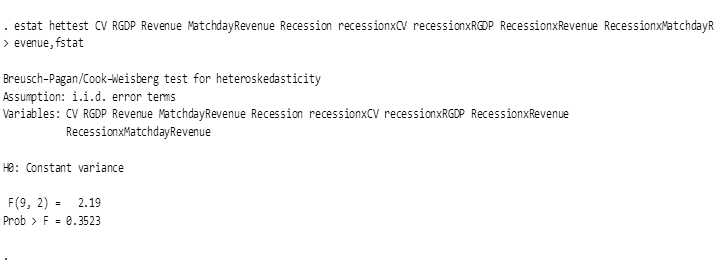 . estat hettest CV RGDP Revenue MatchdayRevenue Recession recessionxCV recessionxRGDP RecessionxRevenue RecessionxMatchdayR
> evenue,fstat
Breusch–Pagan/Cook–Weisberg test for heteroskedasticity
Assumption: i.i.d. error terms
Variables: CV RGDP Revenue MatchdayRevenue Recession recessionxCV recessionxRGDP RecessionxRevenue
RecessionxMatchdayRevenue
H0: Constant variance
F(9, 2) = 2.19
Prob > F = 0.3523
.